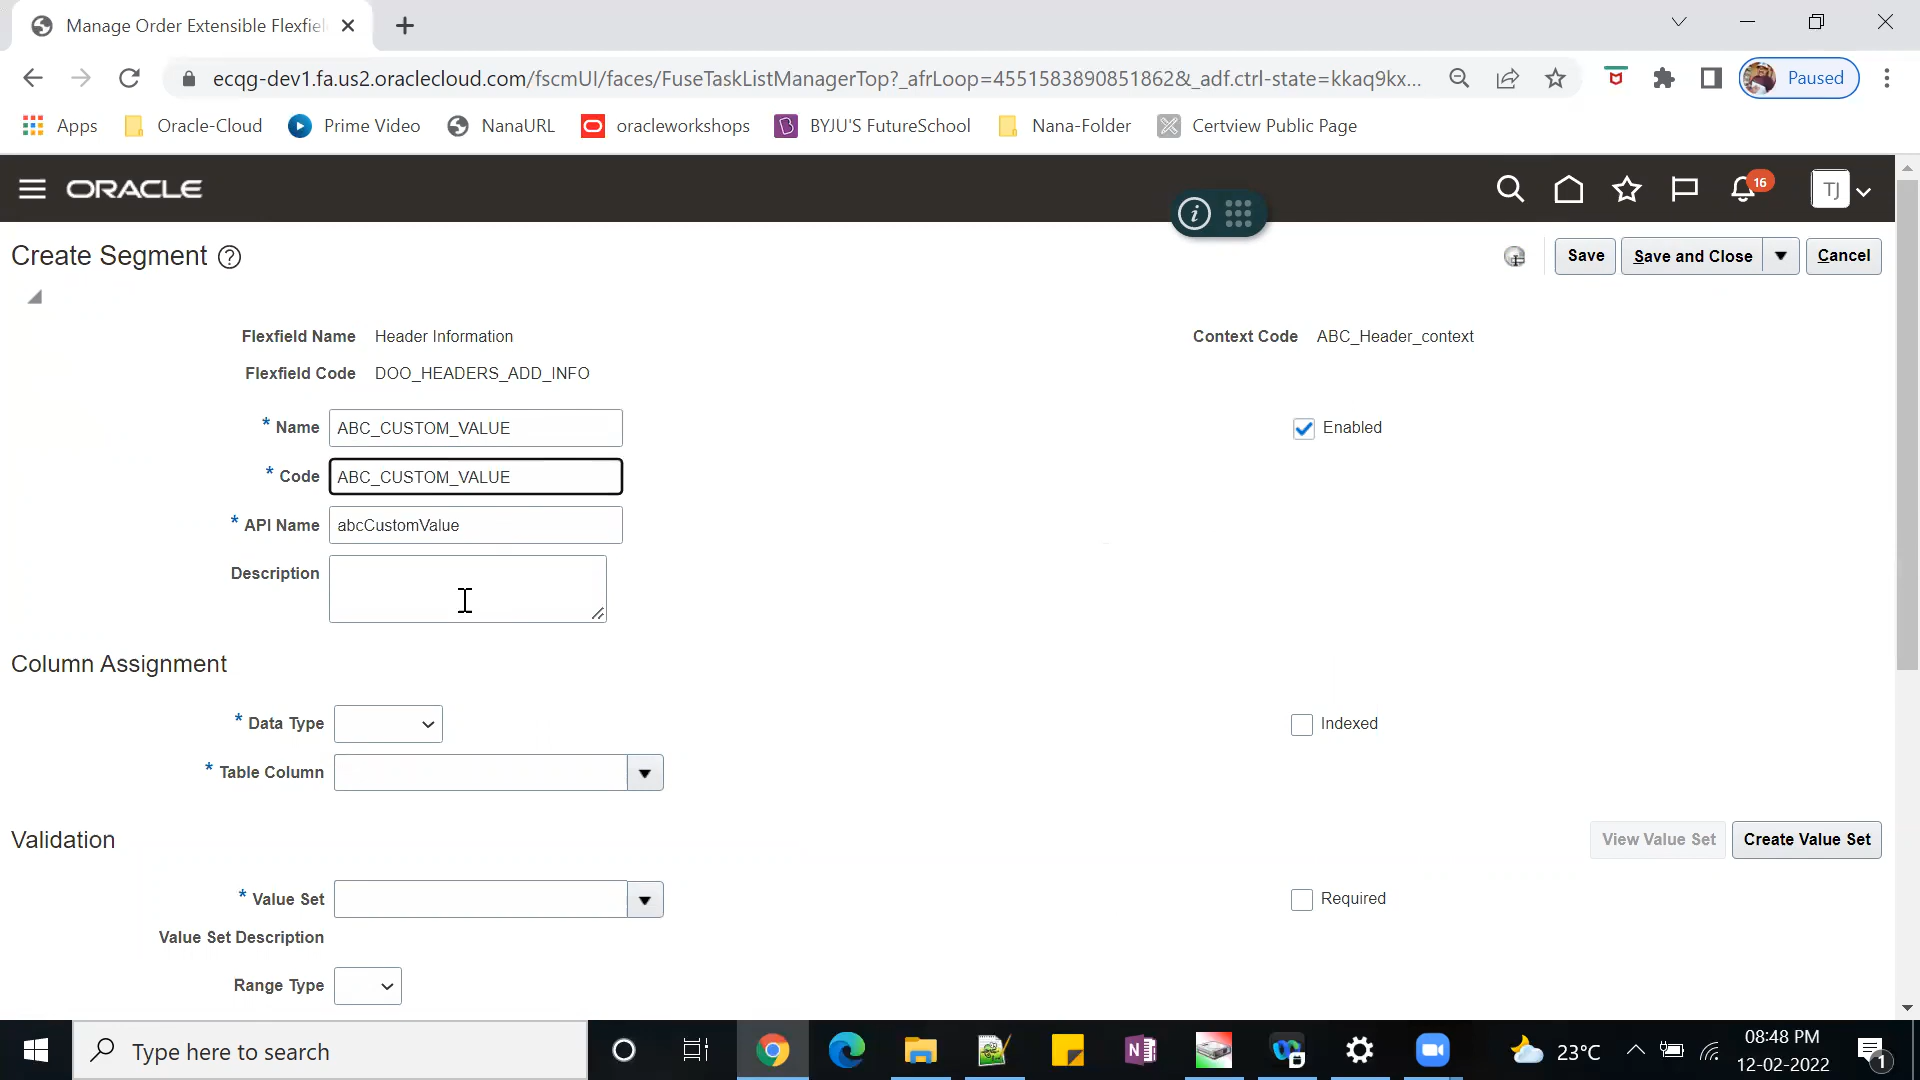 Manage Order Extensible Flexfiel
ecqg-dev1.fa.us2.oraclecloud.com/fscmUI/faces/FuseTaskListManagerTop?_afrLoop=4551583890851862&_adf.ctrl-state=kkaq9kx...
Paused
Apps Oracle-Cloud Prime Video NanaURL oracleworkshops BYJU'S FutureSchool Nana-Folder Certview Public Page
ORACLE
16
TJ
Create Segment
Save
Save and Close
Cancel
Flexfield Name Header Information
Context Code ABC_Header_context
Flexfield Code DOO_HEADERS_ADD_INFO
* Name ABC_CUSTOM_VALUE
Enabled
* Code ABC_CUSTOM_VALUE
* API Name abcCustomValue
Description
Column Assignment
* Data Type
Indexed
* Table Column
Validation
View Value Set
Create Value Set
* Value Set
Required
Value Set Description
Range Type
Type here to search
23°C
08:48 PM
12-02-2022
1